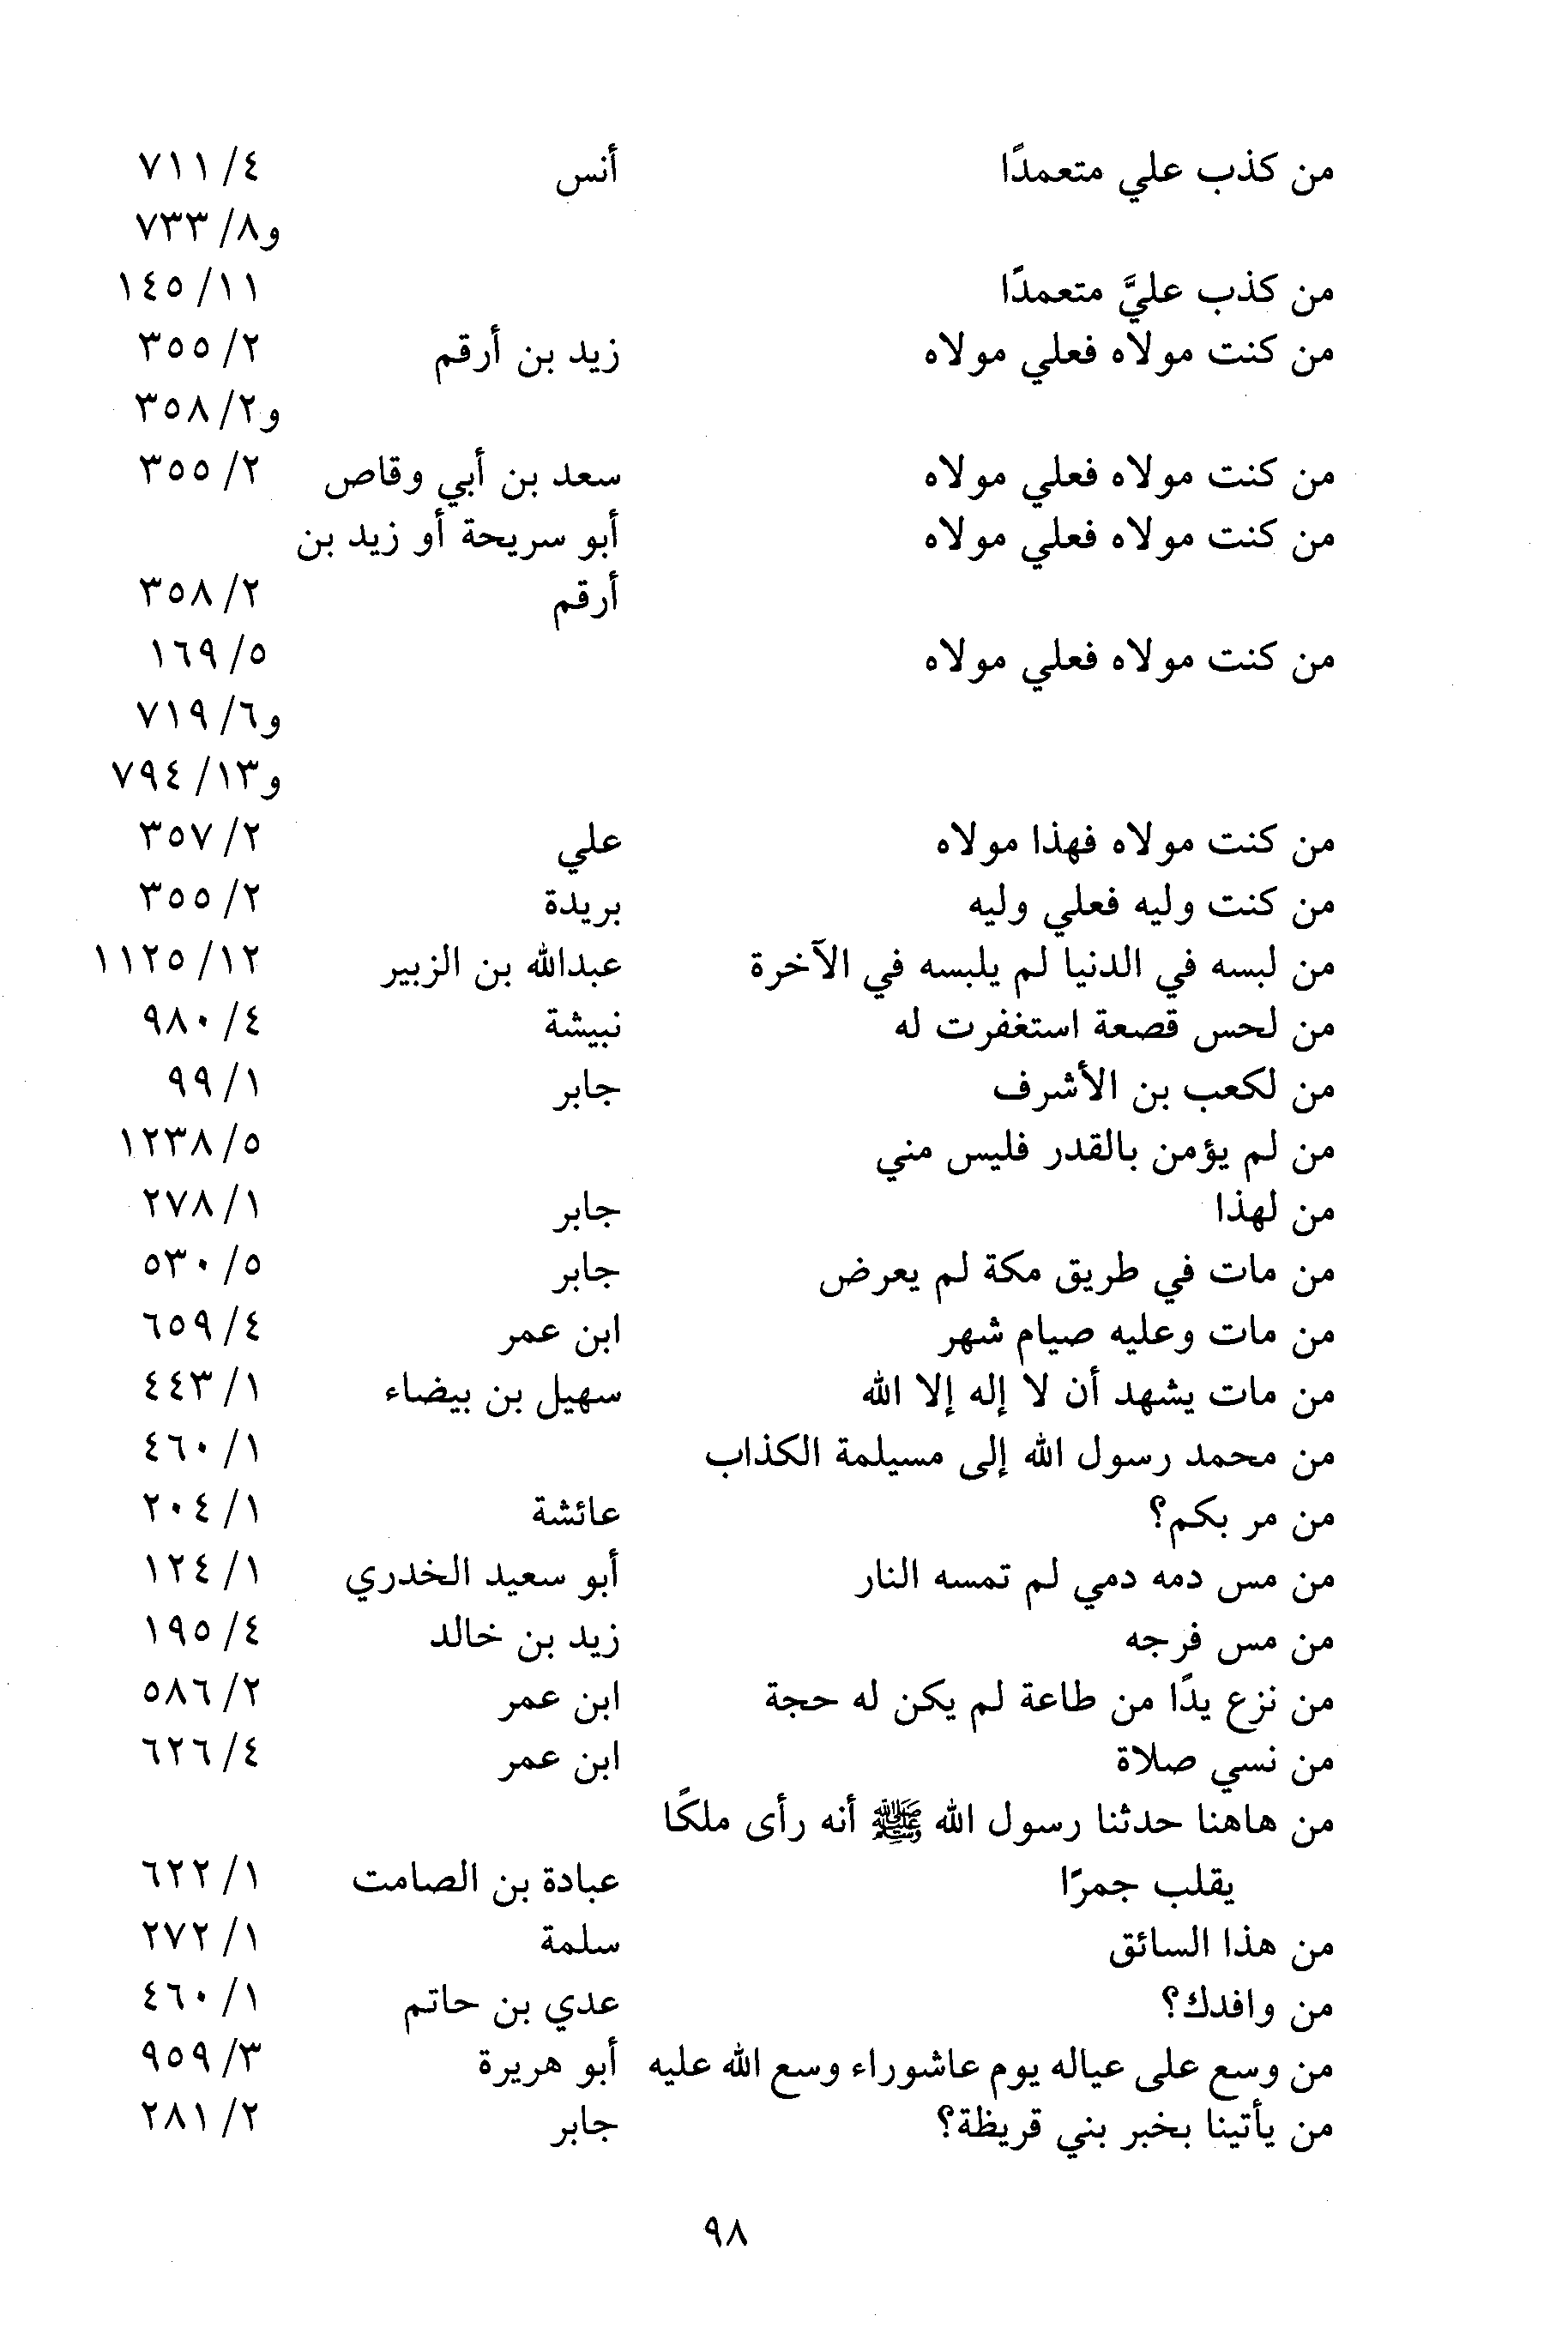 من كذب علي متعمدًا أنس ٤/ ٧١١
و٨/ ٧٣٣
من كذب عليَّ متعمدًا ١١/ ١٤٥
من كنت مولاه فعلي مولاه زيد بن أرقم ٢/ ٣٥٥
و٢/ ٣٥٨
من كنت مولاه فعلي مولاه سعد بن أبي وقاص ٢/ ٣٥٥
من كنت مولاه فعلي مولاه أبو سريحة أو زيد بن
أرقم ٢/ ٣٥٨
من كنت مولاه فعلي مولاه ٥/ ١٦٩
و٦/ ٧١٩
و١٣/ ٧٩٤
من كنت مولاه فهذا مولاه علي ٢/ ٣٥٧
من كنت وليه فعلي وليه بريدة ٢/ ٣٥٥
من لبسه في الدنيا لم يلبسه في الآخرة عبدالله بن الزبير ١٢/ ١١٢٥
من لحس قصعة استغفرت له نبيشة ٤/ ٩٨٠
من لكعب بن الأشرف جابر ١/ ٩٩
من لم يؤمن بالقدر فليس مني ٥/ ١٢٣٨
من لهذا جابر ١/ ٢٧٨
من مات في طريق مكة لم يعرض جابر ٥/ ٥٣٠
من مات وعليه صيام شهر ابن عمر ٤/ ٦٥٩
من مات يشهد أن لا إله إلا الله سهيل بن بيضاء ١/ ٤٤٣
من محمد رسول الله إلى مسيلمة الكذاب ١/ ٤٦٠
من مر بكم؟ عائشة ١/ ٢٠٤
من مس دمه دمي لم تمسه النار أبو سعيد الخدري ١/ ١٢٤
من مس فرجه زيد بن خالد ٤/ ١٩٥
من نزع يدًا من طاعة لم يكن له حجة ابن عمر ٢/ ٥٨٦
من نسي صلاة ابن عمر ٤/ ٦٢٦
من هاهنا حدثنا رسول الله ﷺ أنه رأى ملكًا
يقلب جمرًا عبادة بن الصامت ١/ ٦٢٢
من هذا السائق سلمة ١/ ٢٧٢
من وافدك؟ عدي بن حاتم ١/ ٤٦٠
من وسع على عياله يوم عاشوراء وسع الله عليه أبو هريرة ٣/ ٩٥٩
من يأتينا بخبر بني قريظة؟ جابر ٢/ ٢٨١
٩٨